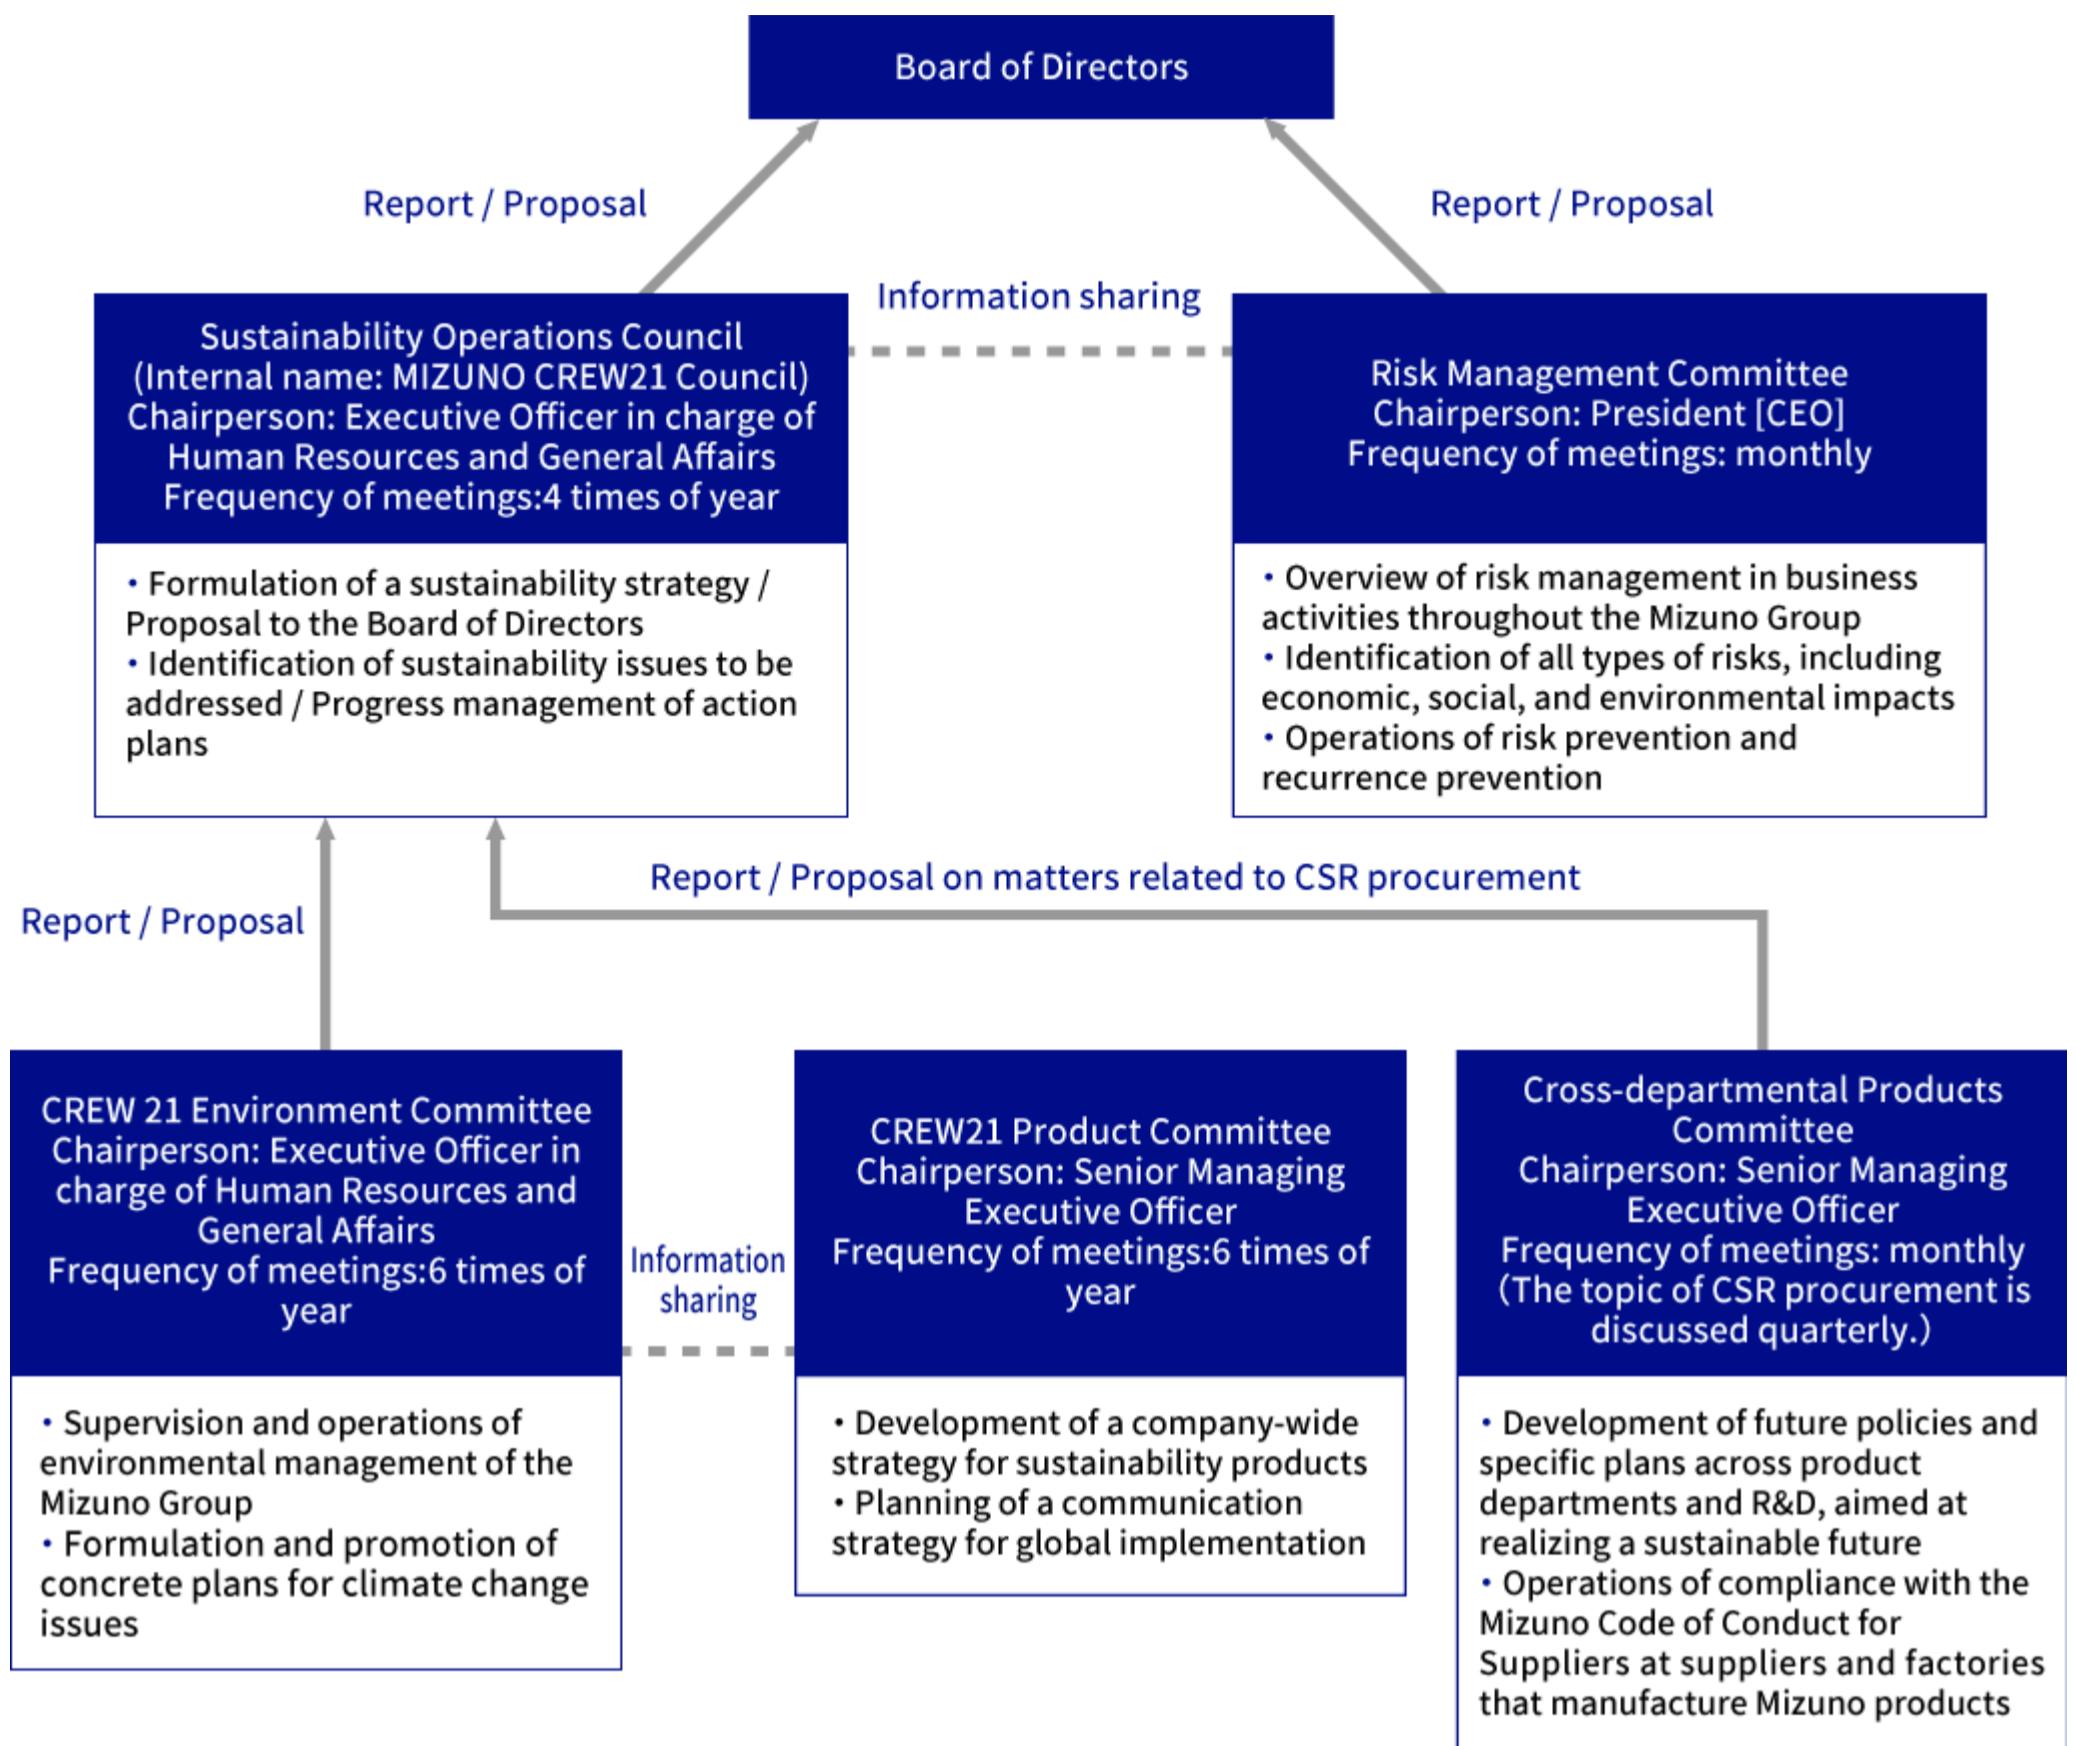 Board of Directors
Report / Proposal
Report / Proposal
Information sharing
Sustainability Operations Council
(Internal name: MIZUNO CREW21 Council)
Chairperson: Executive Officer in charge of
Human Resources and General Affairs
Frequency of meetings:4 times of year
・Formulation of a sustainability strategy /
Proposal to the Board of Directors
・Identification of sustainability issues to be
addressed / Progress management of action
plans
Risk Management Committee
Chairperson: President [CEO]
Frequency of meetings: monthly
・Overview of risk management in business
activities throughout the Mizuno Group
・Identification of all types of risks, including
economic, social, and environmental impacts
・Operations of risk prevention and
recurrence prevention
Report / Proposal on matters related to CSR procurement
Report / Proposal
CREW 21 Environment Committee
Chairperson: Executive Officer in
charge of Human Resources and
General Affairs
Frequency of meetings:6 times of
year
・Supervision and operations of
environmental management of the
Mizuno Group
・Formulation and promotion of
concrete plans for climate change
issues
Information
sharing
CREW21 Product Committee
Chairperson: Senior Managing
Executive Officer
Frequency of meetings:6 times of
year
・Development of a company-wide
strategy for sustainability products
・Planning of a communication
strategy for global implementation
Cross-departmental Products
Committee
Chairperson: Senior Managing
Executive Officer
Frequency of meetings: monthly
（The topic of CSR procurement is
discussed quarterly.）
・Development of future policies and
specific plans across product
departments and R&D, aimed at
realizing a sustainable future
・Operations of compliance with the
Mizuno Code of Conduct for
Suppliers at suppliers and factories
that manufacture Mizuno products